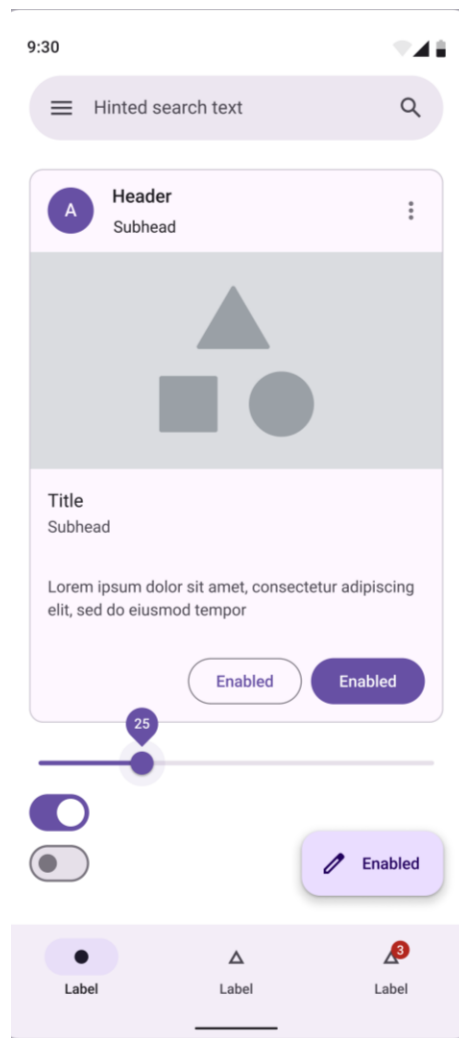 9:30
Hinted search text
A
Header
Subhead
Title
Subhead
Lorem ipsum dolor sit amet, consectetur adipiscing
elit, sed do eiusmod tempor
Enabled
Enabled
25
Enabled
3
Label
Label
Label